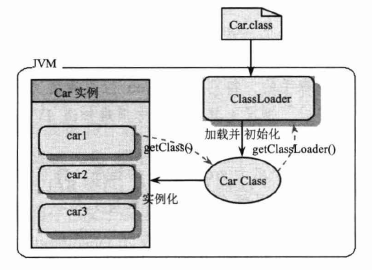 Car.class
JVM
Car 实例
ClassLoader
car1
加载并 初始化
getClass()
getClassLoader()
car2
Car Class
实例化
car3